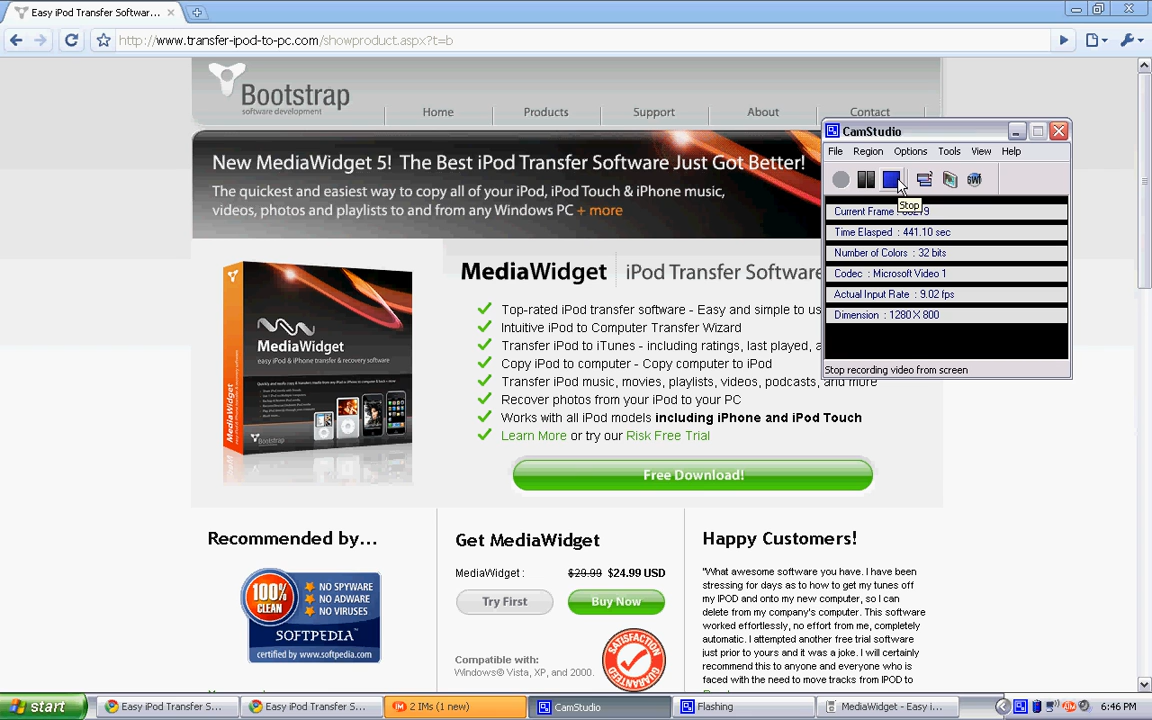 Easy iPod Transfer Softwar...
http://www.transfer-ipod-to-pc.com/showproduct.aspx?t=b
Bootstrap
software development
Home
Products
Support
About
Contact
New MediaWidget 5! The Best iPod Transfer Software Just Got Better!
The quickest and easiest way to copy all of your iPod, iPod Touch & iPhone music,
videos, photos and playlists to and from any Windows PC + more
CamStudio
File Region Options Tools View Help
Stop
Current Frame :
Time Elasped : 441.10 sec
Number of Colors : 32 bits
Codec : Microsoft Video 1
Actual Input Rate : 9.02 fps
Dimension : 1280 X 800
Stop recording video from screen
MediaWidget
easy iPod & iPhone transfer & recovery software
MediaWidget
Bootstrap
MediaWidget iPod Transfer Software
Top-rated iPod transfer software - Easy and simple to us
Intuitive iPod to Computer Transfer Wizard
Transfer iPod to iTunes - including ratings, last played, a
Copy iPod to computer - Copy computer to iPod
Transfer iPod music, movies, playlists, videos, podcasts, and more
Recover photos from your iPod to your PC
Works with all iPod models including iPhone and iPod Touch
Learn More or try our Risk Free Trial
Free Download!
Recommended by...
100%
CLEAN
NO SPYWARE
NO ADWARE
NO VIRUSES
SOFTPEDIA
certified by www.softpedia.com
Get MediaWidget
MediaWidget : $29.99 $24.99 USD
Try First
Buy Now
Compatible with:
Windows® Vista, XP, and 2000.
SATISFACTION
GUARANTEED
Happy Customers!
"What awesome software you have. I have been
stressing for days as to how to get my tunes off
my IPOD and onto my new computer, so I can
delete from my company's computer. This software
worked effortlessly, no effort from me, completely
automatic. I attempted another free trial software
just prior to yours and it was a joke. I will certainly
recommend this to anyone and everyone who is
faced with the need to move tracks from IPOD to
start
Easy iPod Transfer S...
Easy iPod Transfer S...
2 IMs (1 new)
CamStudio
Flashing
MediaWidget - Easy i...
6:46 PM